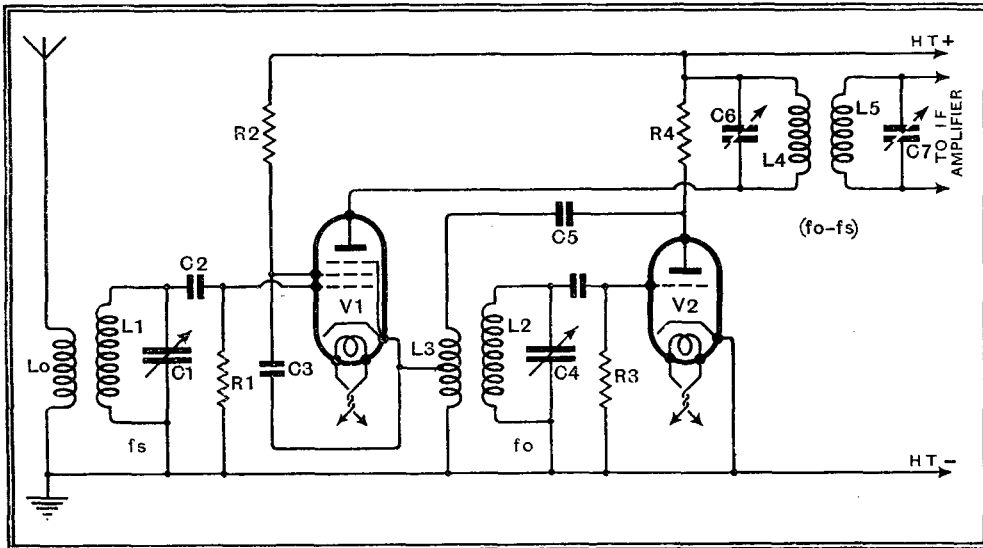 HT+
R2
R4
C6
L4
L5
C7
TO IF
AMPLIFIER
(fo-fs)
C5
C2
V1
V2
Lo
L1
C1
R1
C3
L3
L2
C4
R3
fs
fo
HT-